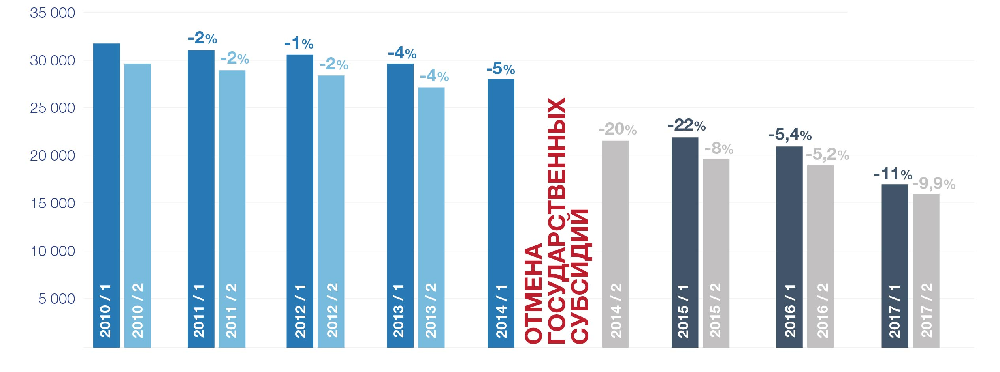 35 000
30 000
25 000
20 000
15 000
10 000
5 000
-2%
-2%
-1%
-2%
-4%
-4%
-5%
-20%
-22%
-8%
-5,4%
-5,2%
-11%
-9,9%
2010 / 1
2010 / 2
2011 / 1
2011 / 2
2012 / 1
2012 / 2
2013 / 1
2013 / 2
2014 / 1
ОТМЕНА
ГОСУДАРСТВЕННЫХ
СУБСИДИЙ
2014 / 2
2015 / 1
2015 / 2
2016 / 1
2016 / 2
2017 / 1
2017 / 2